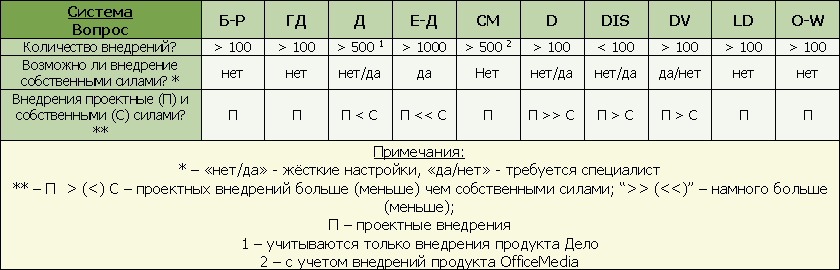 Система Б-Р ГД Д Е-Д СМ D DIS DV LD O-W
Вопрос
Количество внедрений? > 100 > 100 > 500 1 > 1000 > 500 2 > 100 < 100 > 100 > 100 > 100
Возможно ли внедрение
собственными силами? * нет нет нет/да да Нет нет/да нет/да да/нет нет нет
Внедрения проектные (П) и
собственными (С) силами? П П П < С П << С П П >> С П > С П > С П П
**
Примечания:
* – «нет/да» - жёсткие настройки, «да/нет» - требуется специалист
** – П > (<) С – проектных внедрений больше (меньше) чем собственными силами; “>> (<<)” – намного больше
(меньше);
П – проектные внедрения
1 – учитываются только внедрения продукта Дело
2 – с учетом внедрений продукта OfficeMedia